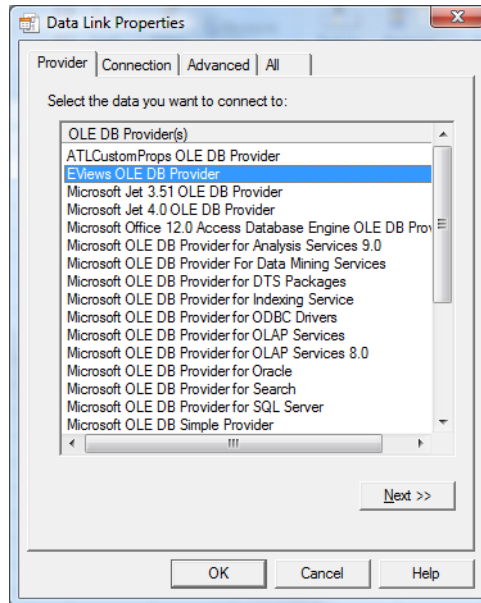 Data Link Properties
Provider Connection Advanced All
Select the data you want to connect to:
OLE DB Provider(s)
ATLCustomProps OLE DB Provider
EViews OLE DB Provider
Microsoft Jet 3.51 OLE DB Provider
Microsoft Jet 4.0 OLE DB Provider
Microsoft Office 12.0 Access Database Engine OLE DB Prov
Microsoft OLE DB Provider for Analysis Services 9.0
Microsoft OLE DB Provider For Data Mining Services
Microsoft OLE DB Provider for DTS Packages
Microsoft OLE DB Provider for Indexing Service
Microsoft OLE DB Provider for ODBC Drivers
Microsoft OLE DB Provider for OLAP Services
Microsoft OLE DB Provider for OLAP Services 8.0
Microsoft OLE DB Provider for Oracle
Microsoft OLE DB Provider for Search
Microsoft OLE DB Provider for SQL Server
Microsoft OLE DB Simple Provider
Next >>
OK Cancel Help